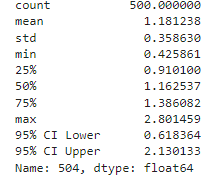 count 500.000000
mean 1.181238
std 0.358630
min 0.425861
25% 0.910100
50% 1.162537
75% 1.386082
max 2.801459
95% CI Lower 0.618364
95% CI Upper 2.130133
Name: 504, dtype: float64